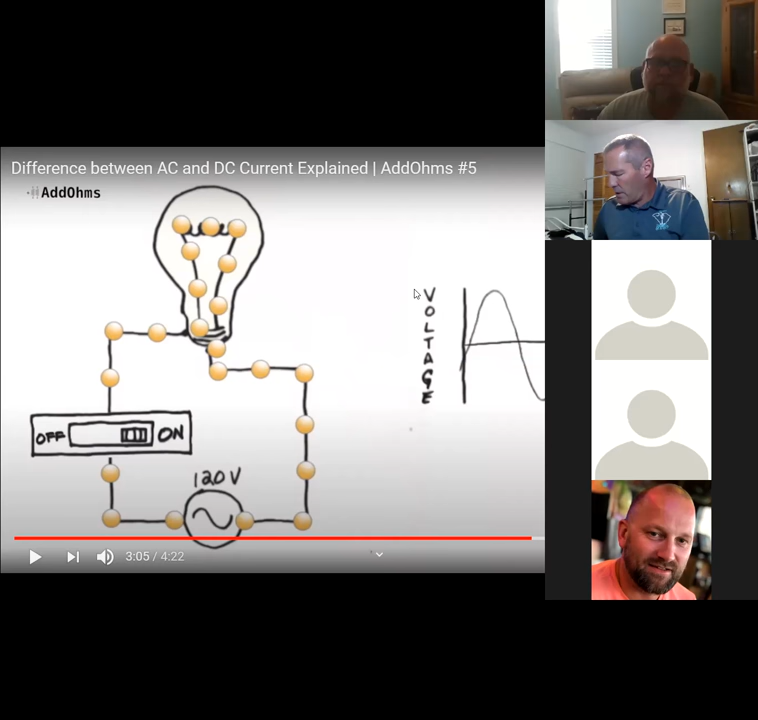 Difference between AC and DC Current Explained | AddOhms #5
AddOhms
VOLTAGE
OFF
ON
120V
3:05 / 4:22